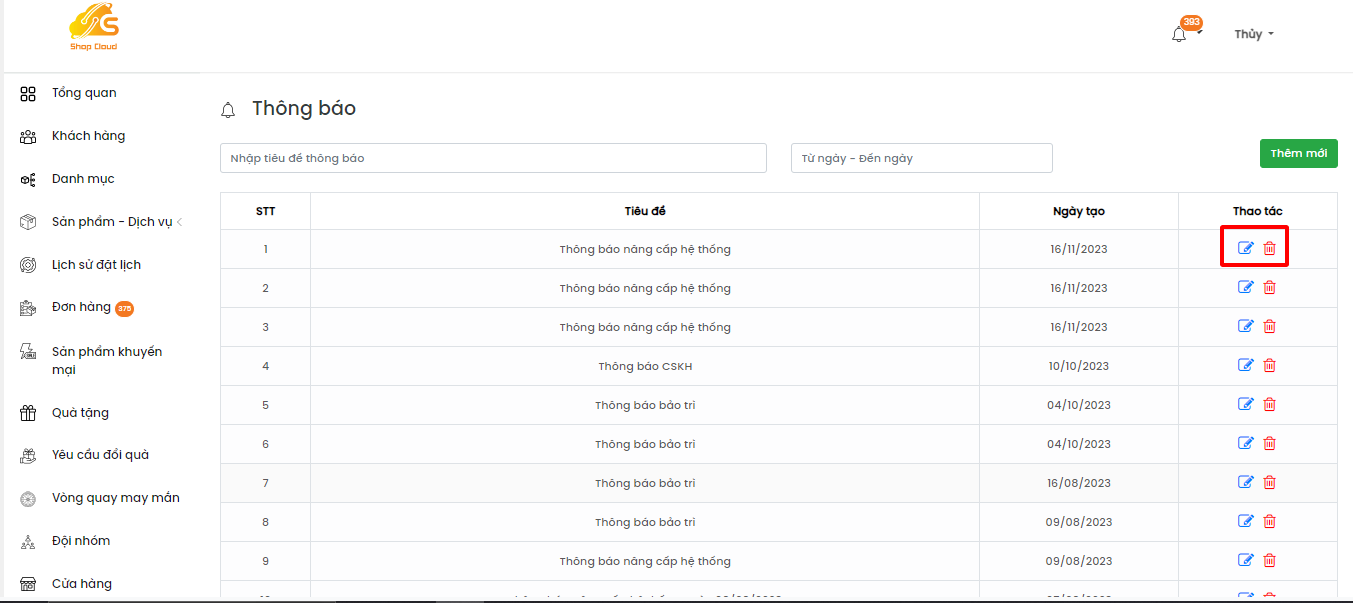 Shop Cloud
393
Thủy
Tổng quan
Khách hàng
Danh mục
Sản phẩm - Dịch vụ
Lịch sử đặt lịch
Đơn hàng 375
Sản phẩm khuyến
mại
Quà tặng
Yêu cầu đổi quà
Vòng quay may mắn
Đội nhóm
Cửa hàng
Thông báo
Nhập tiêu đề thông báo
Từ ngày - Đến ngày
Thêm mới
STT Tiêu đề Ngày tạo Thao tác
1 Thông báo nâng cấp hệ thống 16/11/2023
2 Thông báo nâng cấp hệ thống 16/11/2023
3 Thông báo nâng cấp hệ thống 16/11/2023
4 Thông báo CSKH 10/10/2023
5 Thông báo bảo trì 04/10/2023
6 Thông báo bảo trì 04/10/2023
7 Thông báo bảo trì 16/08/2023
8 Thông báo bảo trì 09/08/2023
9 Thông báo nâng cấp hệ thống 09/08/2023